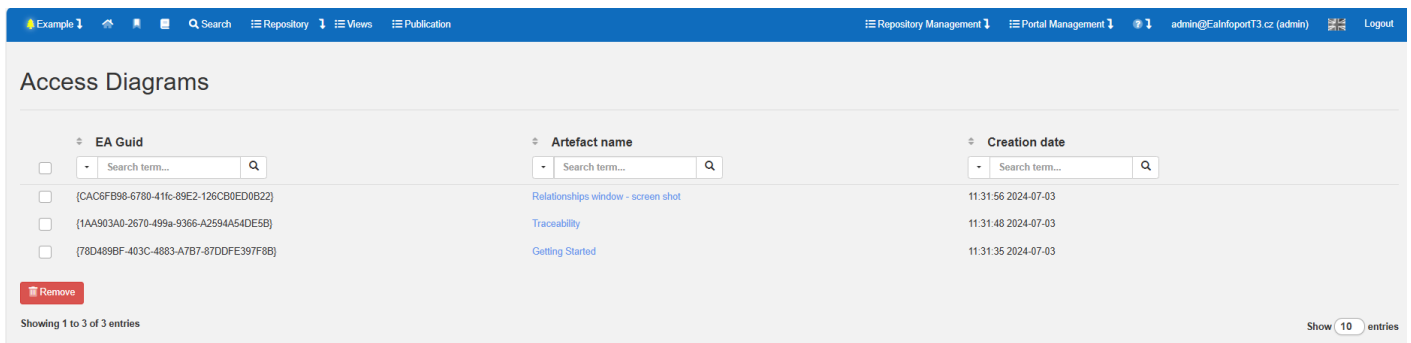 Example Search Repository Views Publication Repository Management Portal Management admin@EaInfoportT3.cz (admin) Logout
Access Diagrams
EA Guid Artefact name Creation date
Search term... Search term... Search term...
{CAC6FB98-6780-41fc-89E2-126CB0ED0B22} Relationships window - screen shot 11:31:56 2024-07-03
{1AA903A0-2670-499a-9366-A2594A54DE5B} Traceability 11:31:48 2024-07-03
{78D489BF-403C-4883-A7B7-87DDFE397F8B} Getting Started 11:31:35 2024-07-03
Remove
Showing 1 to 3 of 3 entries Show 10 entries